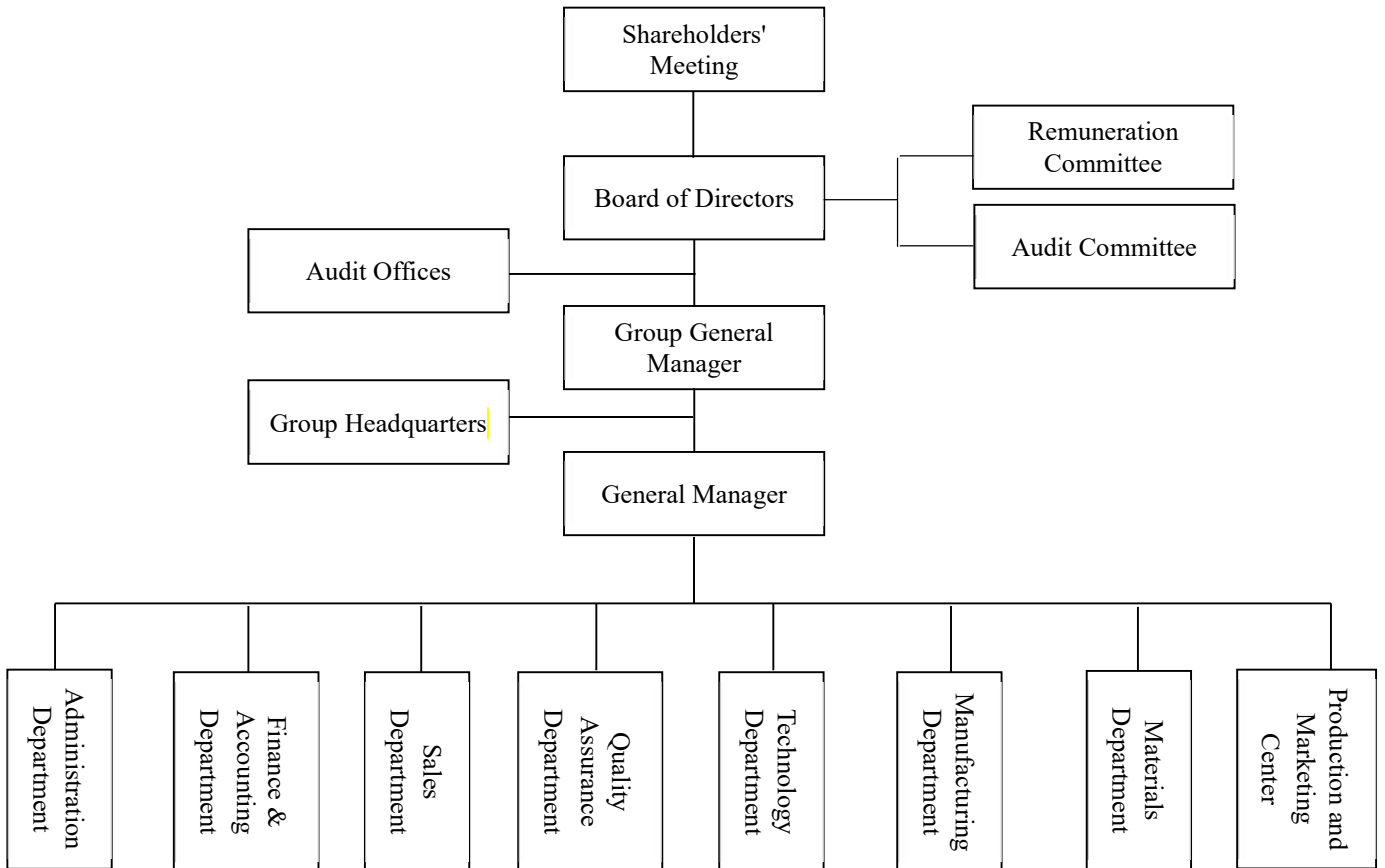 Shareholders'
Meeting
Remuneration
Committee
Board of Directors
Audit Committee
Audit Offices
Group General
Manager
Group Headquarters
General Manager
Administration
Department
Finance &
Accounting
Department
Sales
Department
Quality
Assurance
Department
Technology
Department
Manufacturing
Department
Materials
Department
Production and
Marketing
Center